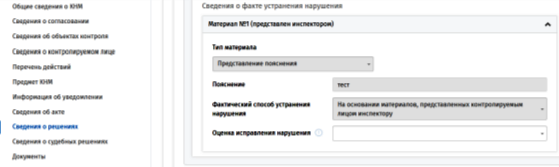 Общие сведения о КНМ
Сведения о согласовании
Сведения об объектах контроля
Сведения о контролируемом лице
Перечень действий
Предмет КНМ
Информация об уведомлении
Сведения об акте
Сведения о решениях
Сведения о судебных решениях
Документы
Сведения о факте устранения нарушения
Материал №1 (представлен инспектором)
Тип материала
Представление пояснения
Пояснение
тест
Фактический способ устранения
нарушения
На основании материалов, представленных контролируемым
лицом инспектору
Оценка исправления нарушения